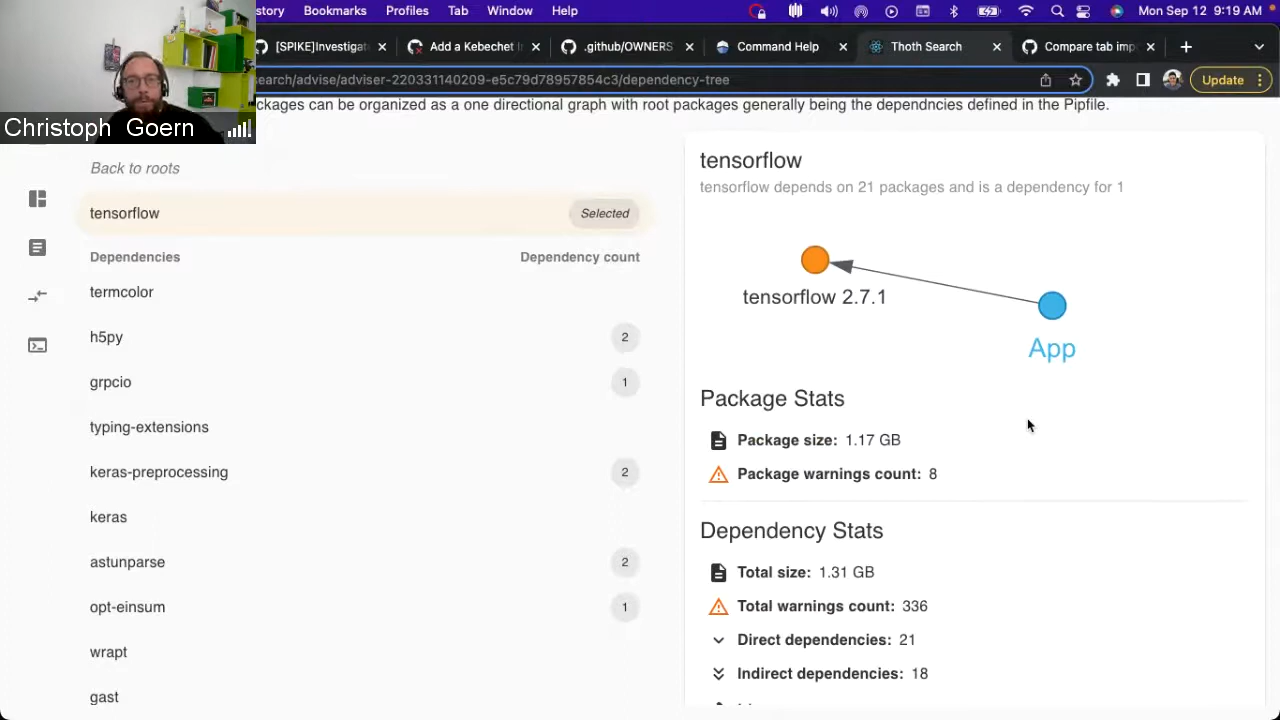 story Bookmarks Profiles Tab Window Help Mon Sep 12 9:19 AM
[SPIKE]Investigat Add a Kebechet I .github/OWNERS Command Help Thoth Search Compare tab imp
earch/advise/adviser-220331140209-e5c79d78957854c3/dependency-tree Update
ckages can be organized as a one directional graph with root packages generally being the dependncies defined in the Pipfile.
Christoph Goern
Back to roots
tensorflow Selected
Dependencies Dependency count
termcolor
h5py 2
grpcio 1
typing-extensions
keras-preprocessing 2
keras
astunparse 2
opt-einsum 1
wrapt
gast
tensorflow
tensorflow depends on 21 packages and is a dependency for 1
tensorflow 2.7.1
App
Package Stats
Package size: 1.17 GB
Package warnings count: 8
Dependency Stats
Total size: 1.31 GB
Total warnings count: 336
Direct dependencies: 21
Indirect dependencies: 18